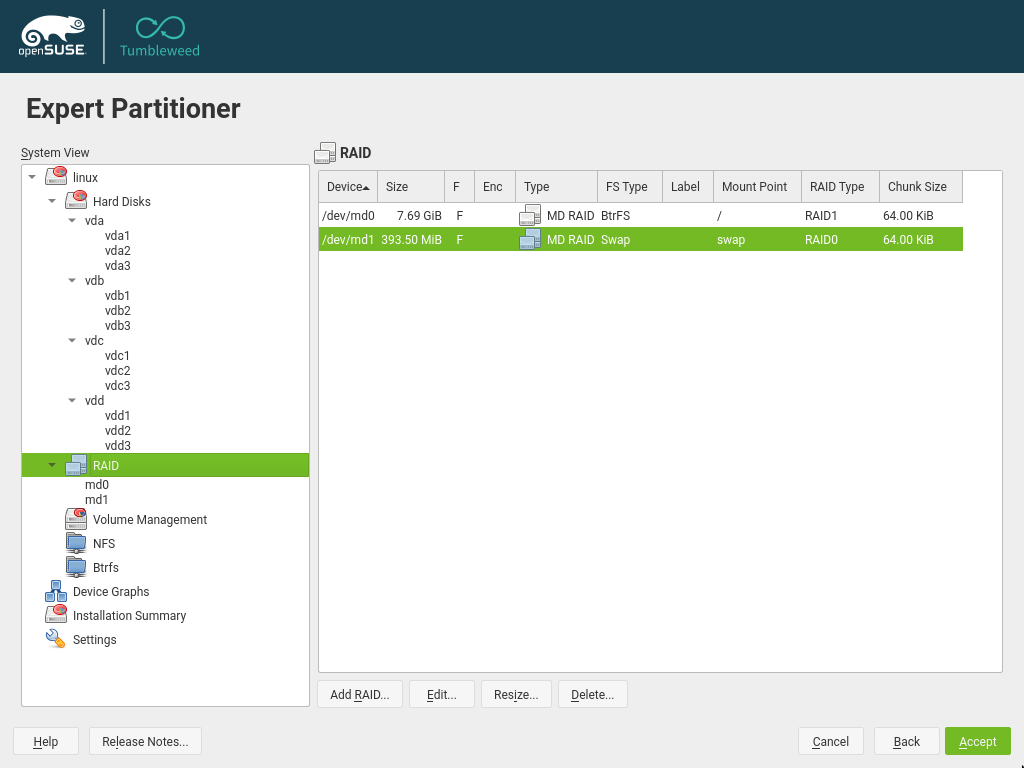 openSUSE. Tumbleweed
Expert Partitioner
System View
linux
Hard Disks
vda
vda1
vda2
vda3
vdb
vdb1
vdb2
vdb3
vdc
vdc1
vdc2
vdc3
vdd
vdd1
vdd2
vdd3
RAID
md0
md1
Volume Management
NFS
Btrfs
Device Graphs
Installation Summary
Settings
RAID
Device Size F Enc Type FS Type Label Mount Point RAID Type Chunk Size
/dev/md0 7.69 GiB F MD RAID BtrFS / RAID1 64.00 KiB
/dev/md1 393.50 MiB F MD RAID Swap swap RAID0 64.00 KiB
Add RAID... Edit... Resize... Delete...
Help Release Notes... Cancel Back Accept